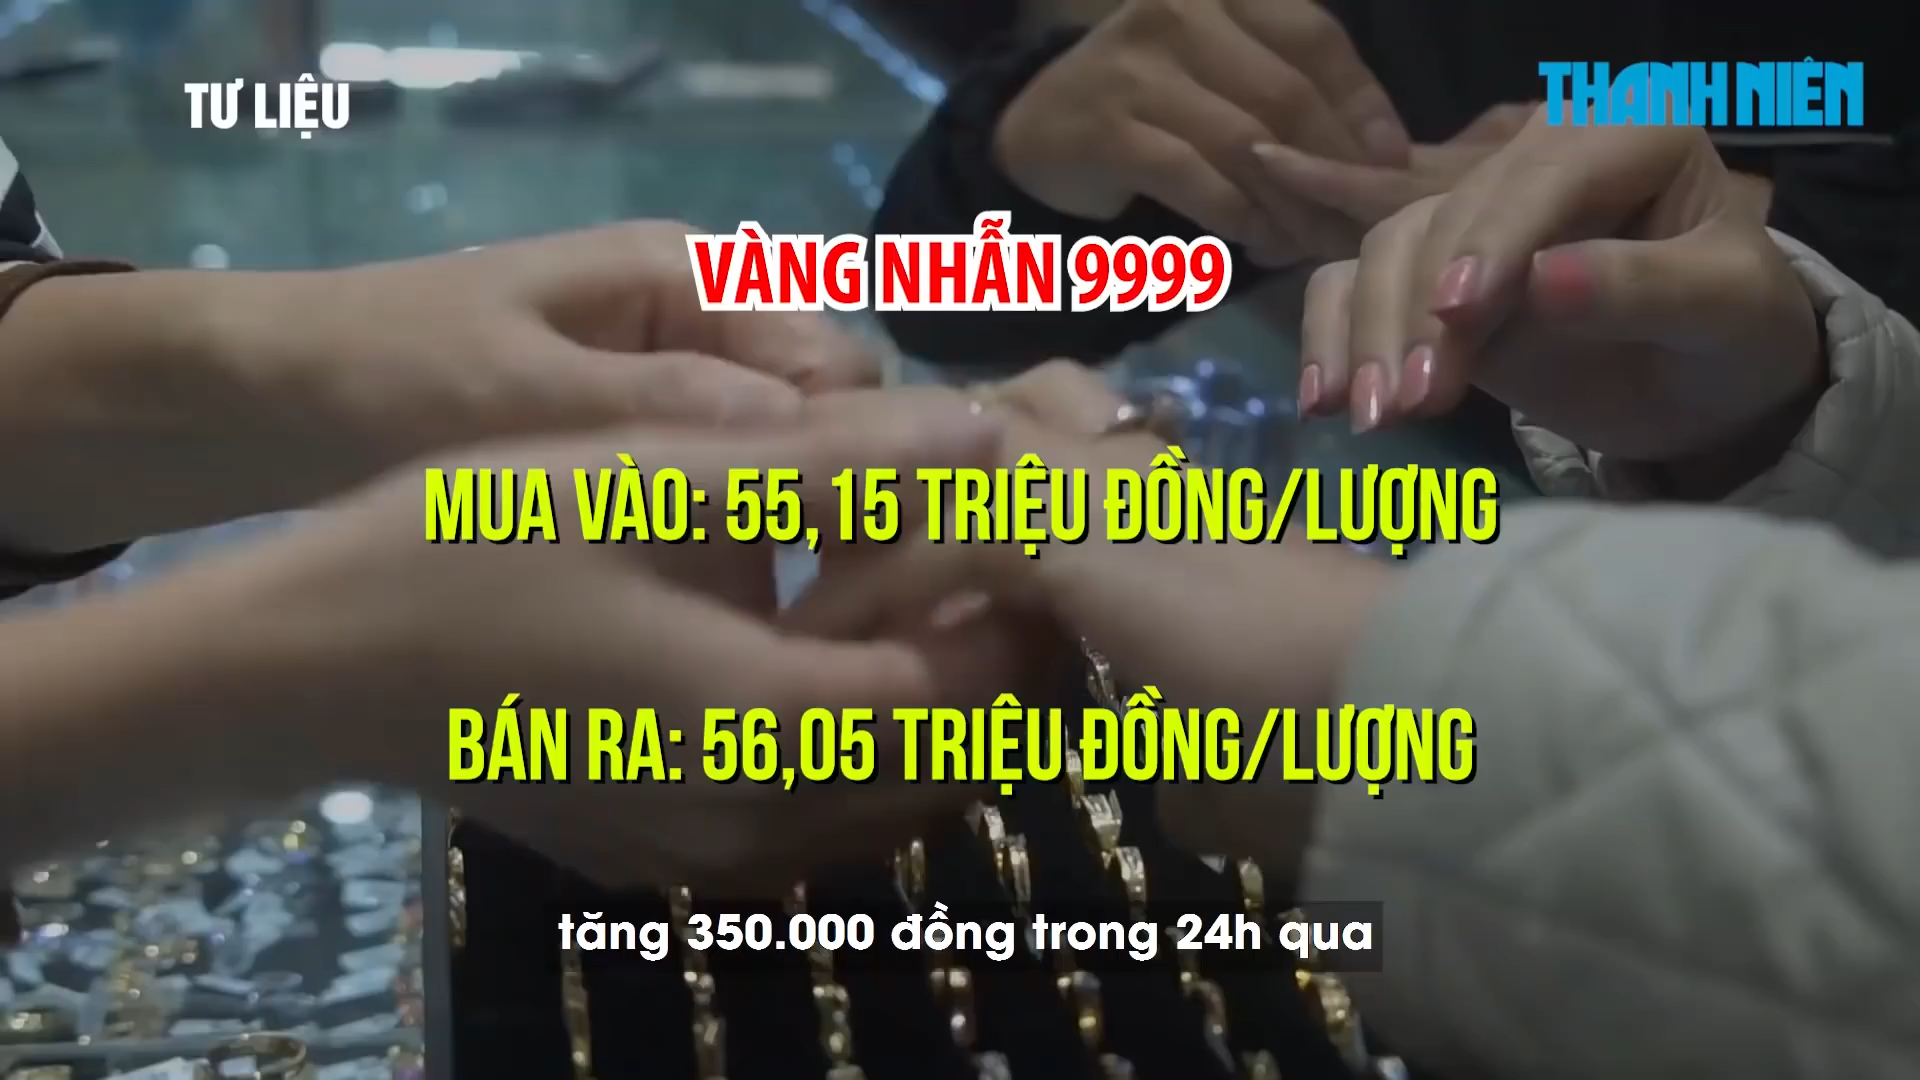 TƯ LIỆU
THANH NIÊN
VÀNG NHẪN 9999
MUA VÀO: 55,15 TRIỆU ĐỒNG/LƯỢNG
BÁN RA: 56,05 TRIỆU ĐỒNG/LƯỢNG
tăng 350.000 đồng trong 24h qua